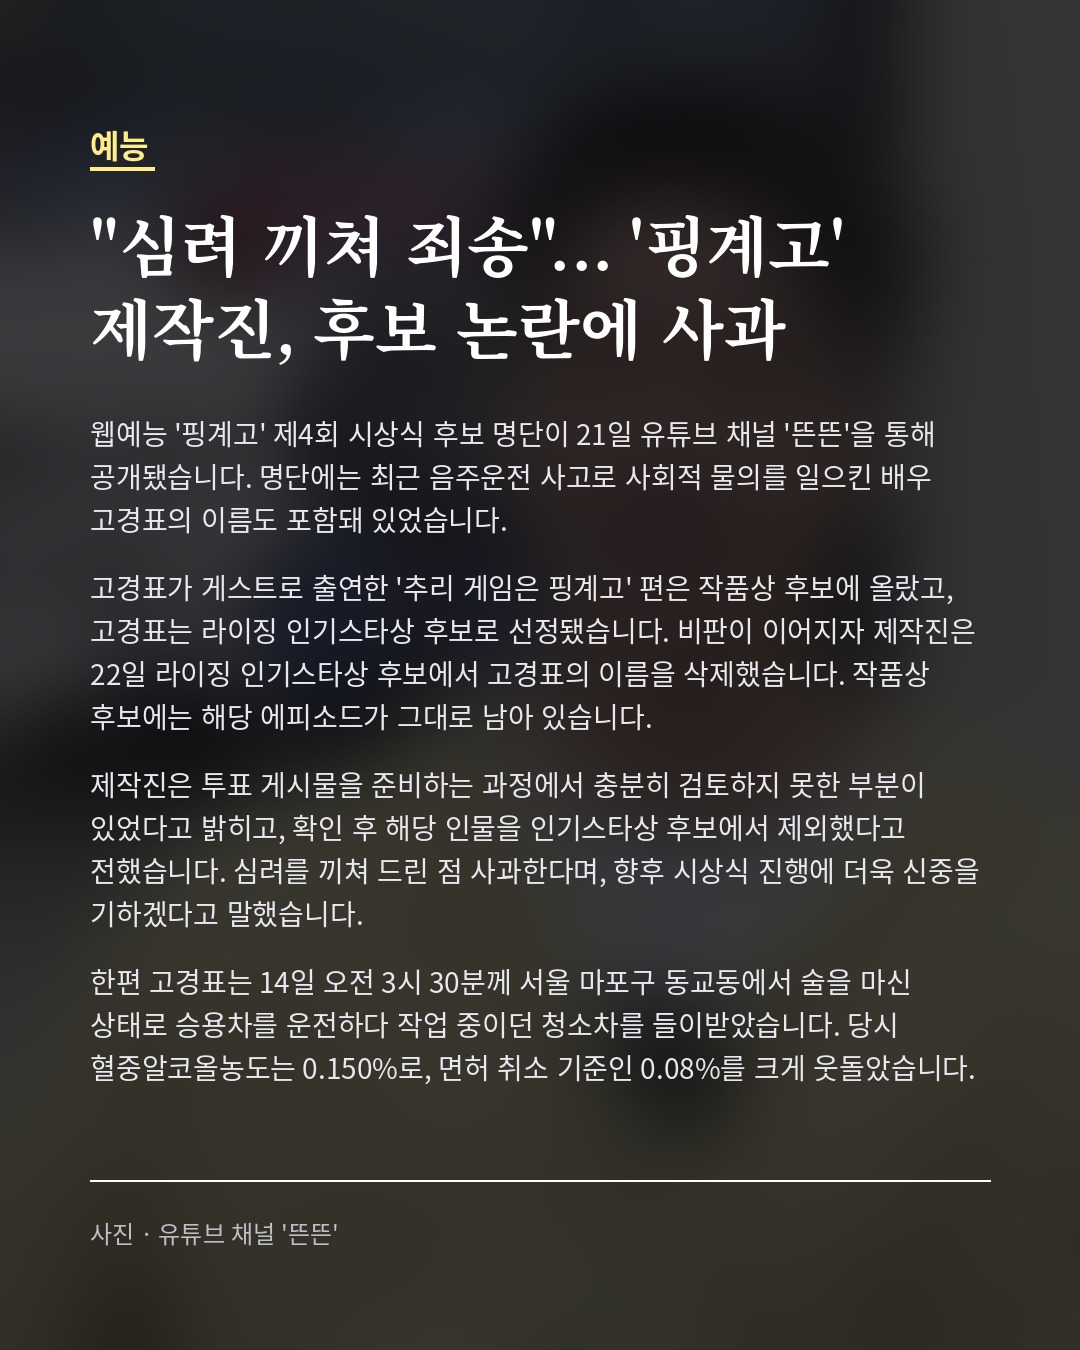 예능
"심려 끼쳐 죄송"... '핑계고'
제작진, 후보 논란에 사과
웹예능 '핑계고' 제4회 시상식 후보 명단이 21일 유튜브 채널 '뜬뜬'을 통해
공개됐습니다. 명단에는 최근 음주운전 사고로 사회적 물의를 일으킨 배우
고경표의 이름도 포함돼 있었습니다.
고경표가 게스트로 출연한 '추리 게임은 핑계고' 편은 작품상 후보에 올랐고,
고경표는 라이징 인기스타상 후보로 선정됐습니다. 비판이 이어지자 제작진은
22일 라이징 인기스타상 후보에서 고경표의 이름을 삭제했습니다. 작품상
후보에는 해당 에피소드가 그대로 남아 있습니다.
제작진은 투표 게시물을 준비하는 과정에서 충분히 검토하지 못한 부분이
있었다고 밝히고, 확인 후 해당 인물을 인기스타상 후보에서 제외했다고
전했습니다. 심려를 끼쳐 드린 점 사과한다며, 향후 시상식 진행에 더욱 신중을
기하겠다고 말했습니다.
한편 고경표는 14일 오전 3시 30분께 서울 마포구 동교동에서 술을 마신
상태로 승용차를 운전하다 작업 중이던 청소차를 들이받았습니다. 당시
혈중알코올농도는 0.150%로, 면허 취소 기준인 0.08%를 크게 웃돌았습니다.
사진 · 유튜브 채널 '뜬뜬'